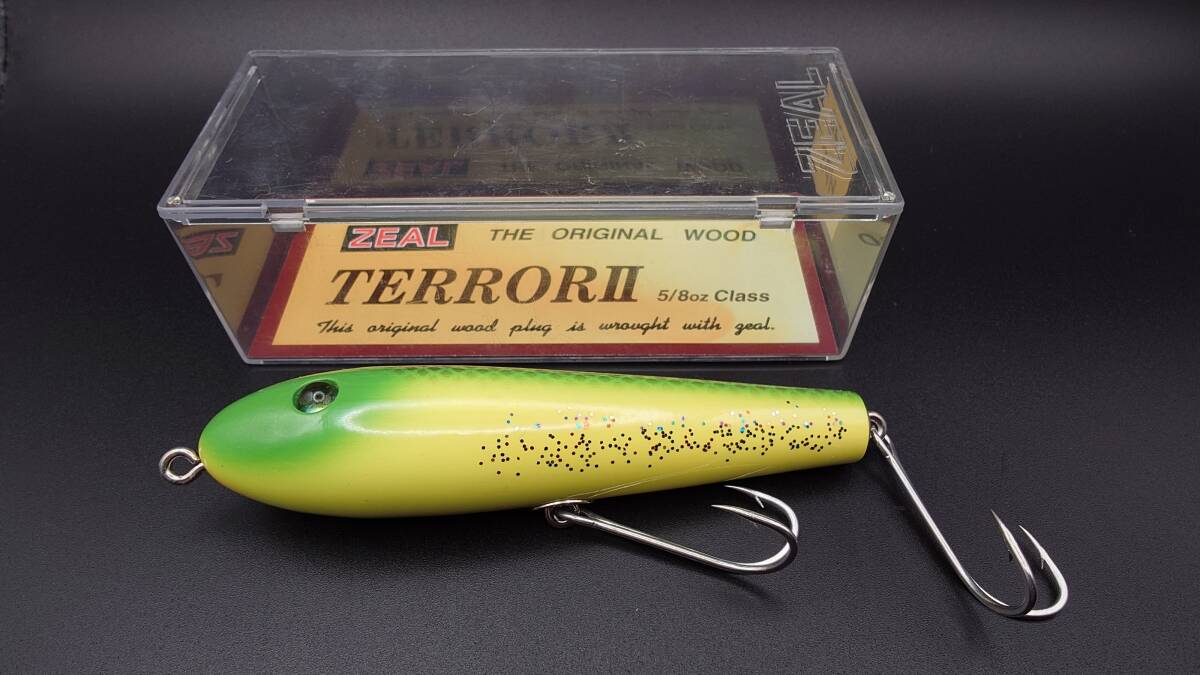 ZEAL
ZEAL THE ORIGINAL WOOD
TERRORII 5/8oz Class
This original wood plug is wrought with zeal.